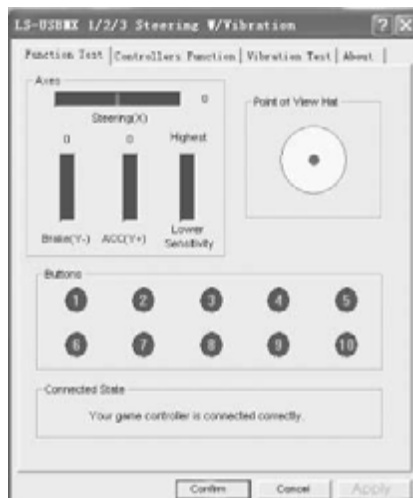 LS-USBMX 1/2/3 Steering W/Vibration
Function Test Controllers Function Vibration Test About
Axes
0
Steering(X)
0 0 Highest
Brake(Y-) ACC(Y+) Lower
Sensitivity
Point of View Hat
Buttons
1 2 3 4 5
6 7 8 9 10
Connected State
Your game controller is connected correctly.
Confirm Cancel Apply